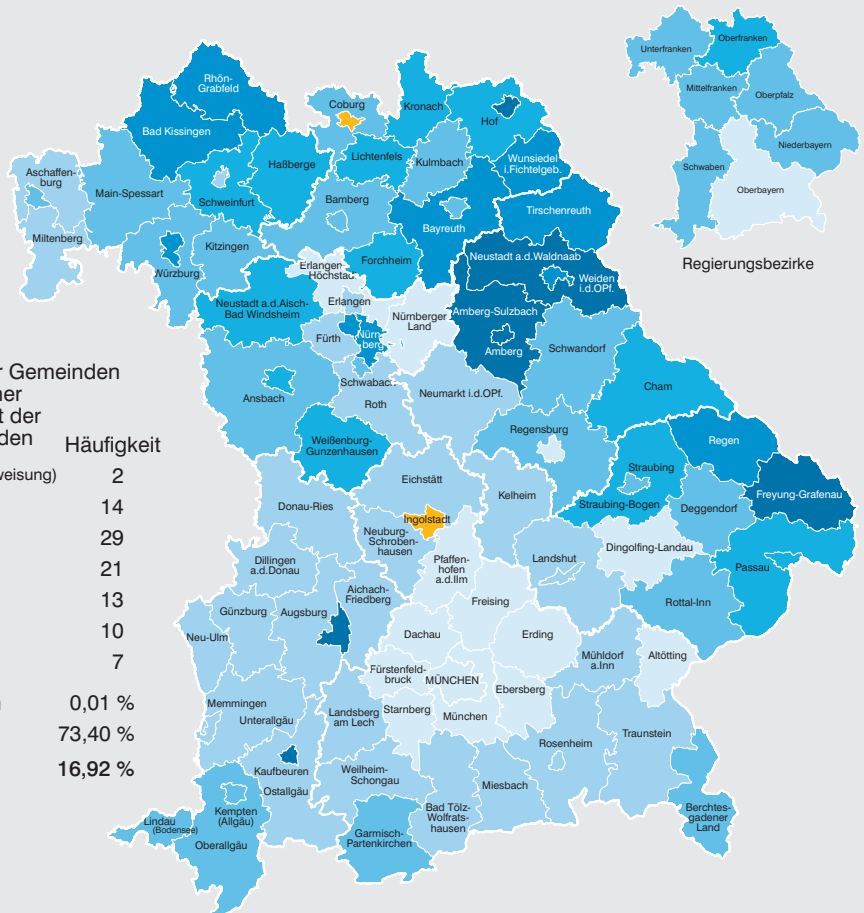 Unterfranken
Oberfranken
Mittelfranken
Oberpfalz
Niederbayern
Schwaben
Oberbayern
Regierungsbezirke
Rhön-
Grabfeld
Bad Kissingen
Coburg
Kronach
Hof
Lichtenfels
Kulmbach
Wunsiedel
i.Fichtelgeb.
Aschaffen-
burg
Main-Spessart
Schweinfurt
Haßberge
Bamberg
Bayreuth
Tirschenreuth
Miltenberg
Würzburg
Kitzingen
Forchheim
Erlangen
Höchstadt
Erlangen
Neustadt a.d.Waldnaab
Weiden
i.d.OPf.
Neustadt a.d.Aisch-
Bad Windsheim
Fürth
Nürn-
berg
Nürnberger
Land
Amberg-Sulzbach
Amberg
Schwandorf
Ansbach
Schwabach
Roth
Neumarkt i.d.OPf.
Cham
Weißenburg-
Gunzenhausen
Regensburg
Regen
Straubing
Straubing-Bogen
Freyung-Grafenau
Deggendorf
r Gemeinden
ner
t der
den
Häufigkeit
weisung)
2
14
29
21
13
10
7
0,01 %
73,40 %
16,92 %
Eichstätt
Donau-Ries
Ingolstadt
Kelheim
Neuburg-
Schroben-
hausen
Pfaffen-
hofen
a.d.Ilm
Landshut
Dingolfing-Landau
Passau
Rottal-Inn
Dillingen
a.d.Donau
Aichach-
Friedberg
Freising
Günzburg
Augsburg
Neu-Ulm
Dachau
Erding
Mühldorf
a.Inn
Altötting
Fürstenfeld-
bruck
MÜNCHEN
Ebersberg
Memmingen
Unterallgäu
Landsberg
am Lech
Starnberg
München
Rosenheim
Traunstein
Kaufbeuren
Ostallgäu
Weilheim-
Schongau
Miesbach
Bad Tölz-
Wolfrats-
hausen
Kempten
(Allgäu)
Lindau
(Bodensee)
Oberallgäu
Garmisch-
Partenkirchen
Berchtes-
gadener
Land